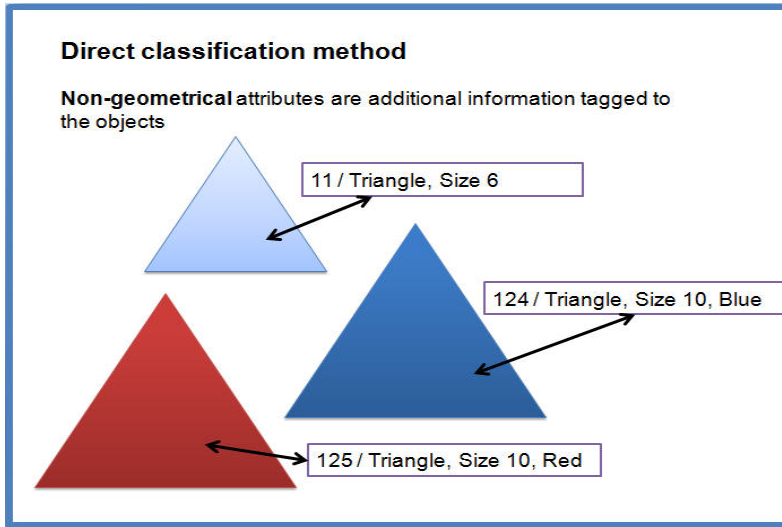 Direct classification method
Non-geometrical attributes are additional information tagged to
the objects
11 / Triangle, Size 6
124 / Triangle, Size 10, Blue
125 / Triangle, Size 10, Red